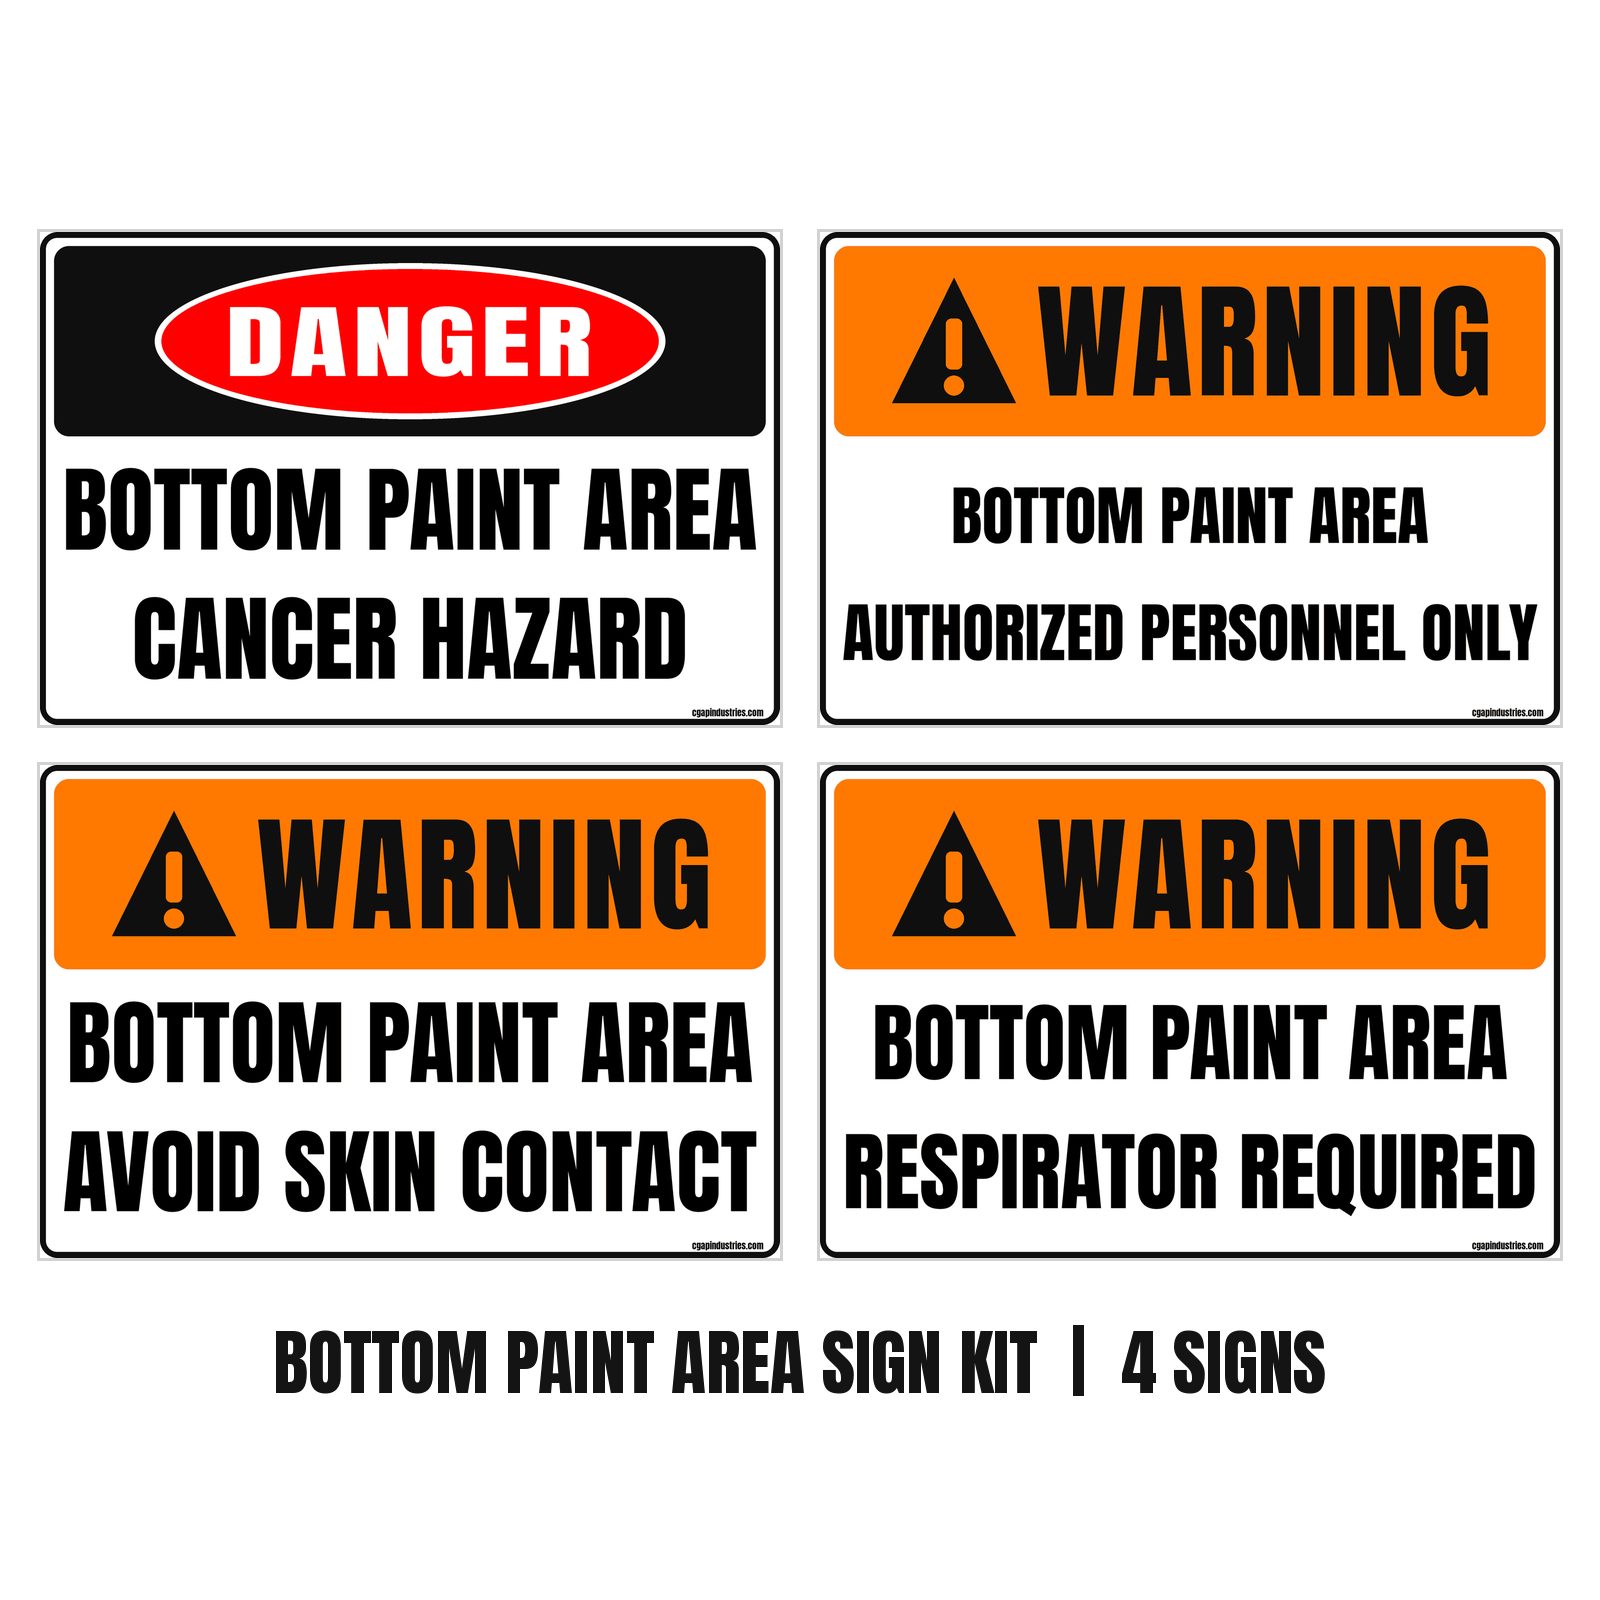 DANGER
BOTTOM PAINT AREA
CANCER HAZARD
cgapindustries.com
WARNING
BOTTOM PAINT AREA
AUTHORIZED PERSONNEL ONLY
cgapindustries.com
WARNING
BOTTOM PAINT AREA
AVOID SKIN CONTACT
cgapindustries.com
WARNING
BOTTOM PAINT AREA
RESPIRATOR REQUIRED
cgapindustries.com
BOTTOM PAINT AREA SIGN KIT | 4 SIGNS